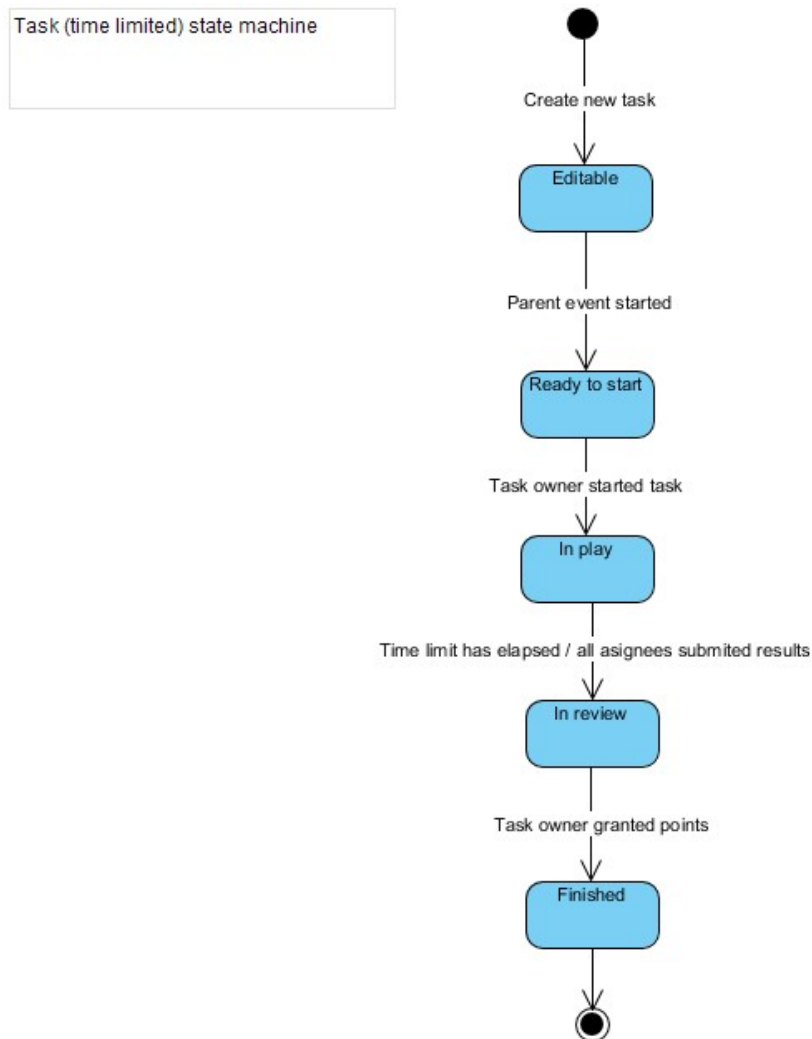 Task (time limited) state machine
Create new task
Editable
Parent event started
Ready to start
Task owner started task
In play
Time limit has elapsed / all asignees submited results
In review
Task owner granted points
Finished